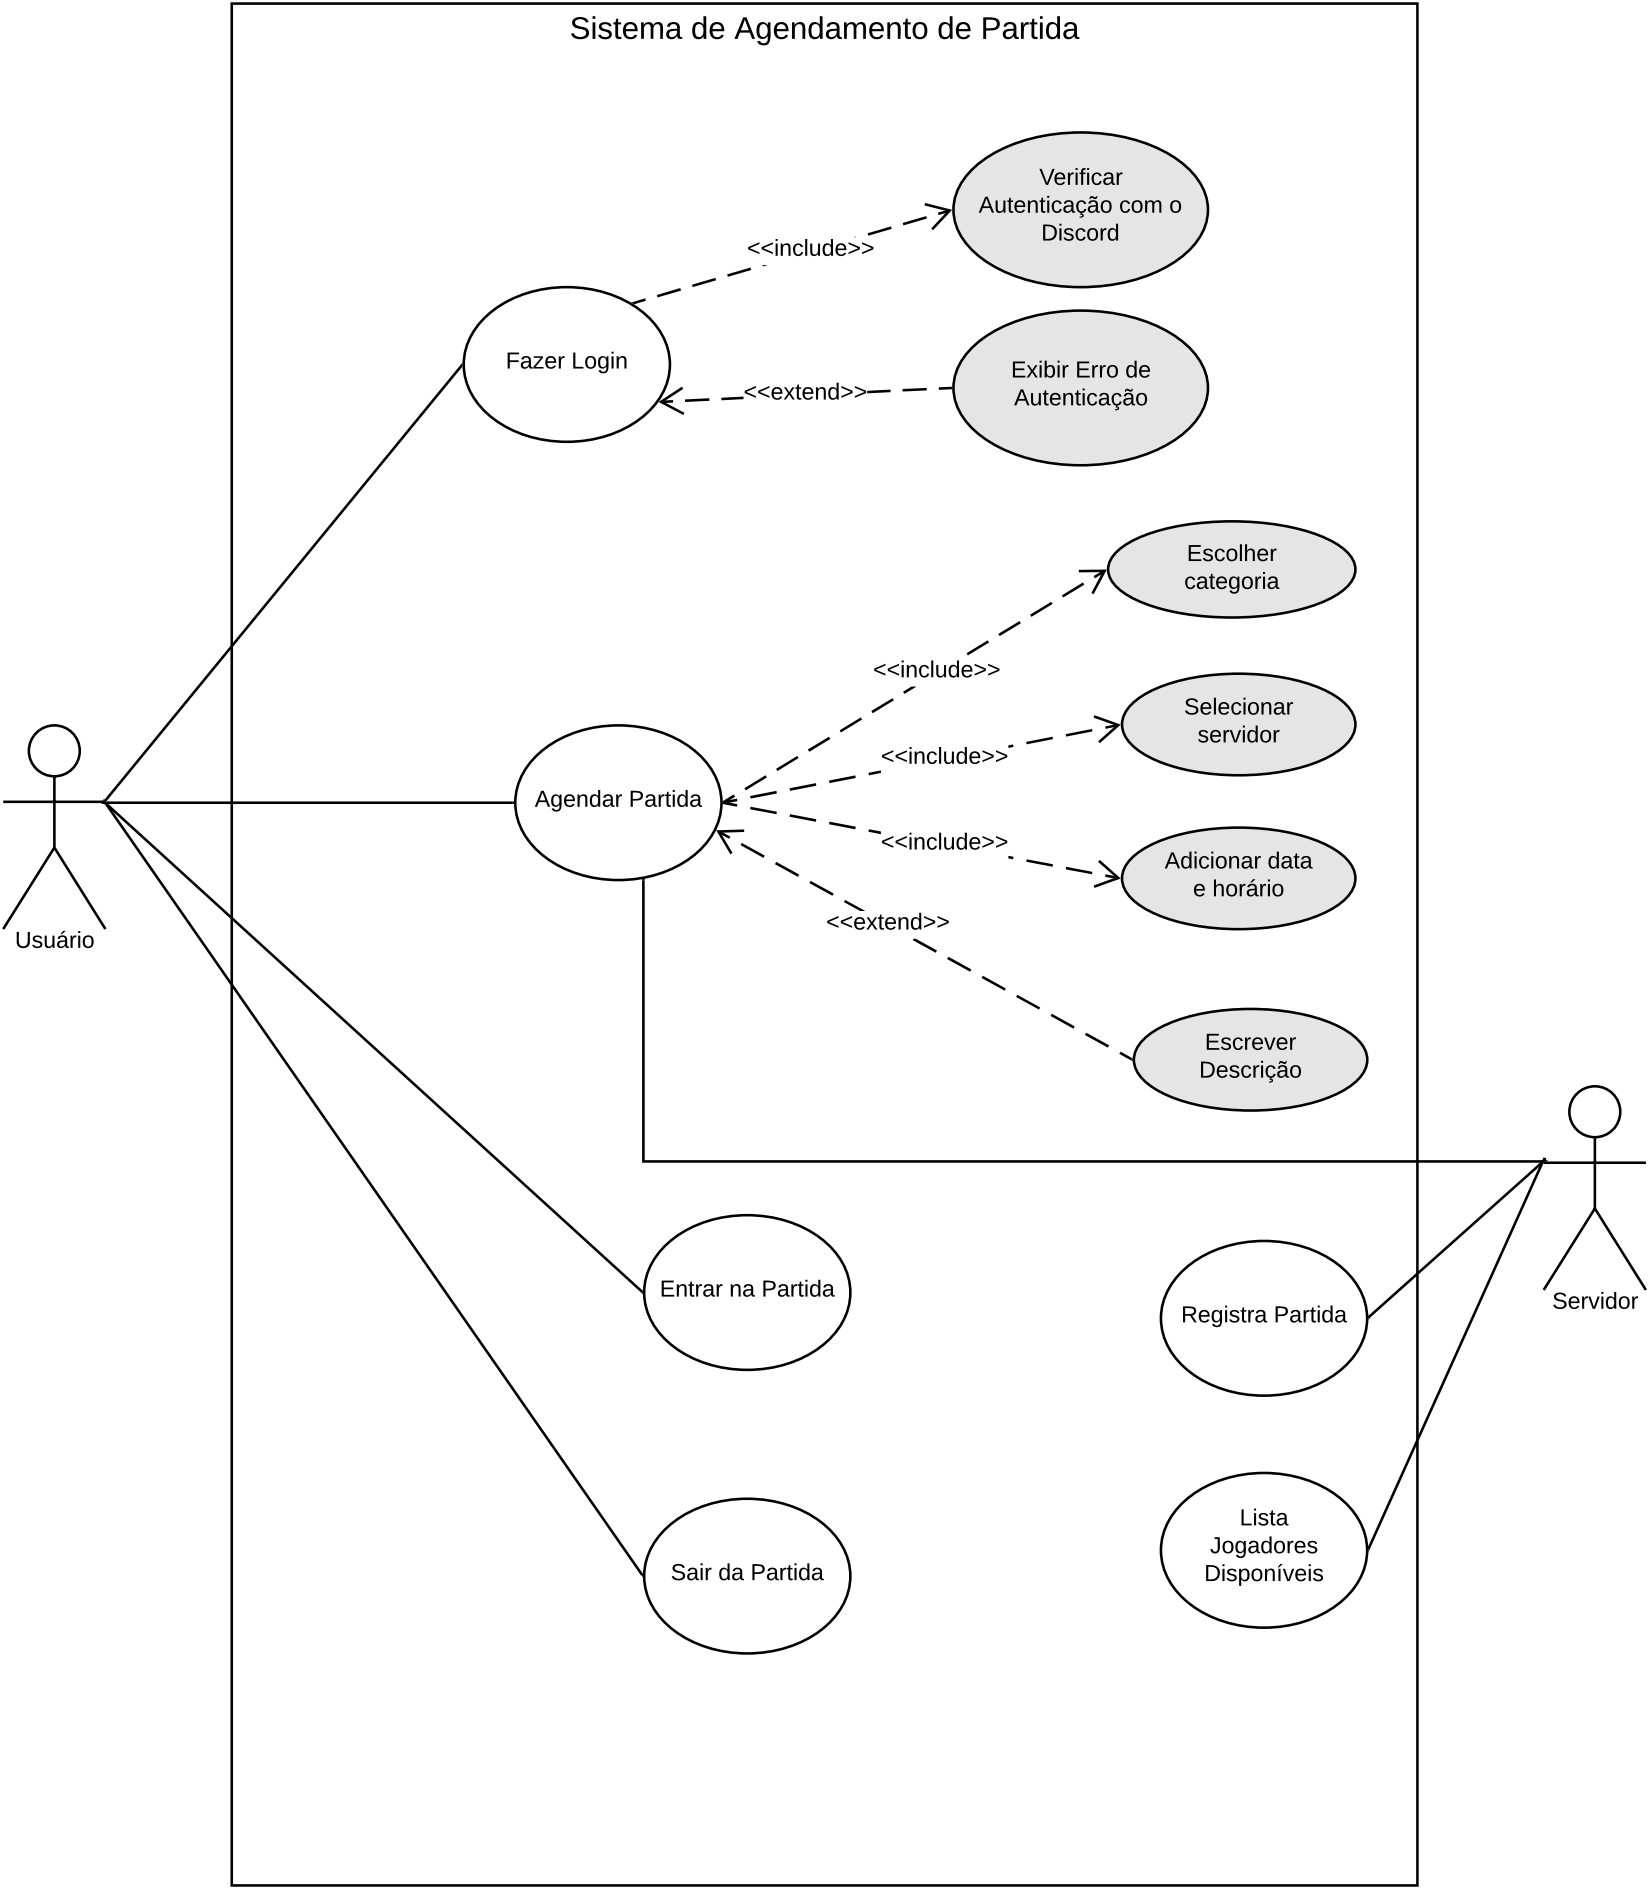 Sistema de Agendamento de Partida
Verificar
Autenticação com o
Discord
<<include>>
Fazer Login
Exibir Erro de
Autenticação
<<extend>>
Escolher
categoria
<<include>>
Selecionar
servidor
<<include>>
Agendar Partida
<<include>>
Adicionar data
e horário
<<extend>>
Usuário
Escrever
Descrição
Entrar na Partida
Registra Partida
Servidor
Lista
Jogadores
Disponíveis
Sair da Partida